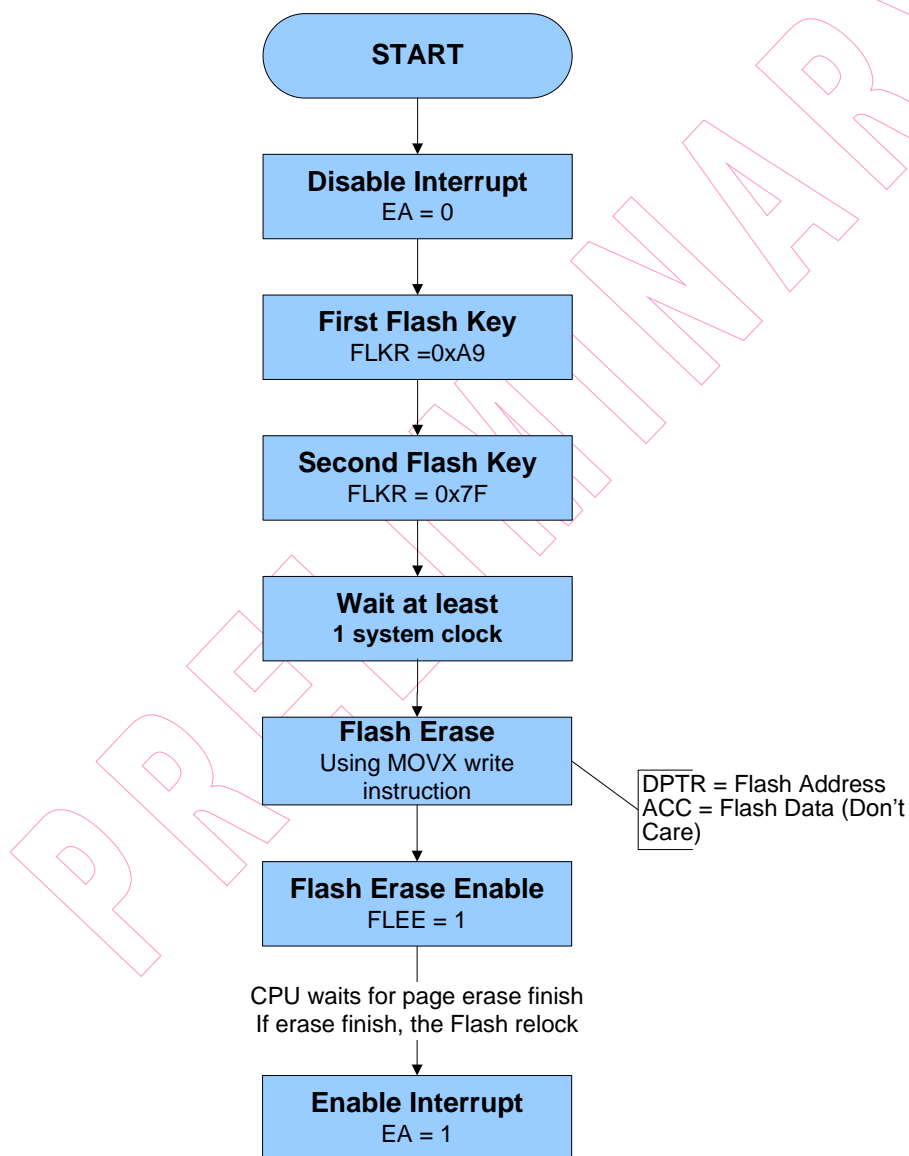 START
Disable Interrupt
EA = 0
First Flash Key
FLKR =0xA9
Second Flash Key
FLKR = 0x7F
Wait at least
1 system clock
Flash Erase
Using MOVX write
instruction
DPTR = Flash Address
ACC = Flash Data (Don't
Care)
Flash Erase Enable
FLEE = 1
CPU waits for page erase finish
If erase finish, the Flash relock
Enable Interrupt
EA = 1
PRELIMINAR